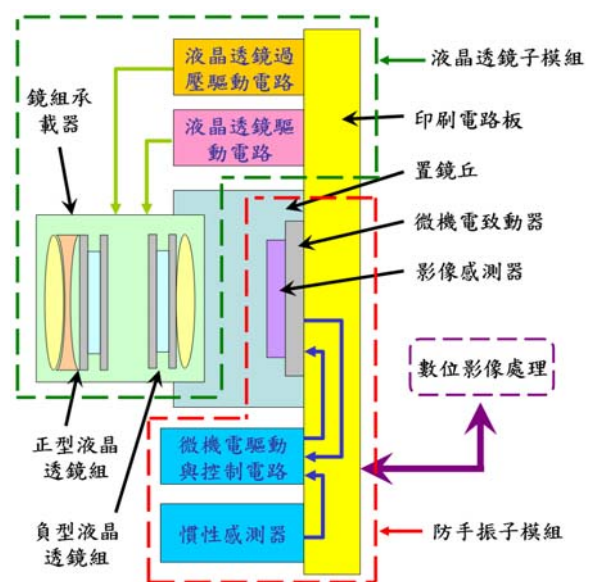 液晶透鏡過
壓驅動電路
液晶透鏡子模組
鏡組承
載器
液晶透鏡驅
動電路
印刷電路板
置鏡丘
微機電致動器
影像感測器
數位影像處理
正型液晶
透鏡組
微機電驅動
與控制電路
負型液晶
透鏡組
慣性感測器
防手振子模組